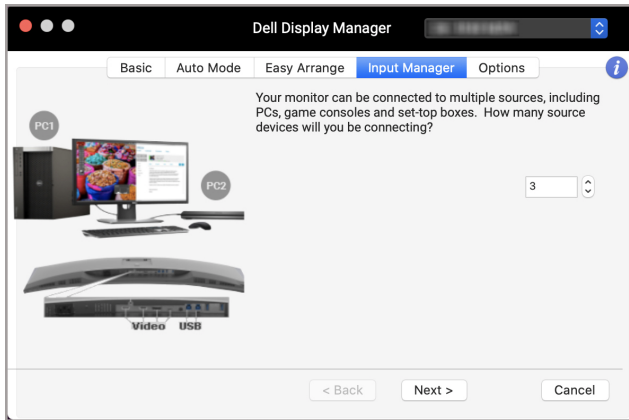 Dell Display Manager
Basic
Auto Mode
Easy Arrange
Input Manager
Options
i
Your monitor can be connected to multiple sources, including
PCs, game consoles and set-top boxes. How many source
devices will you be connecting?
PC1
PC2
3
Video
USB
< Back
Next >
Cancel